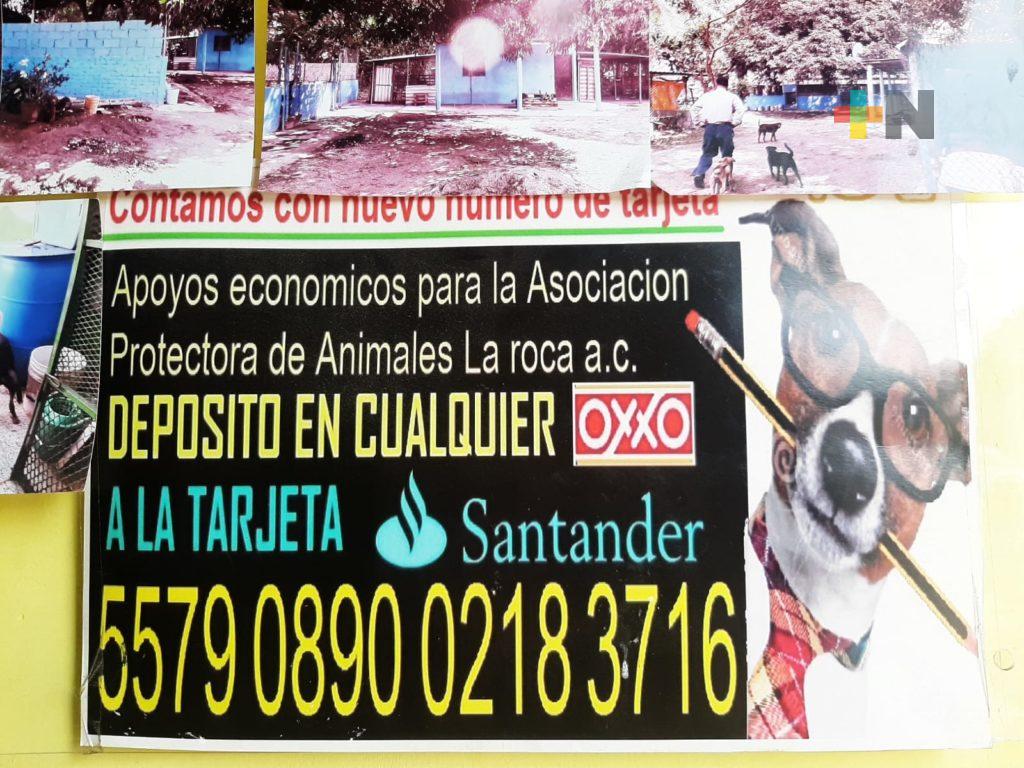 +N
Contamos con nuevo numero de tarjeta
Apoyos economicos para la Asociacion
Protectora de Animales La roca a.c.
DEPOSITO EN CUALQUIER OXXO
A LA TARJETA Santander
5579 0890 0218 3716